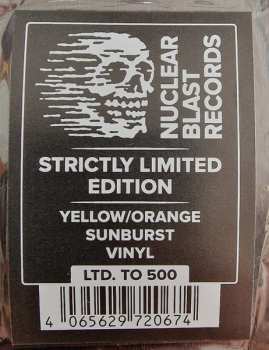 NUCLEAR
BLAST
RECORDS
STRICTLY LIMITED
EDITION
YELLOW/ORANGE
SUNBURST
VINYL
LTD. TO 500
4 065629 720674